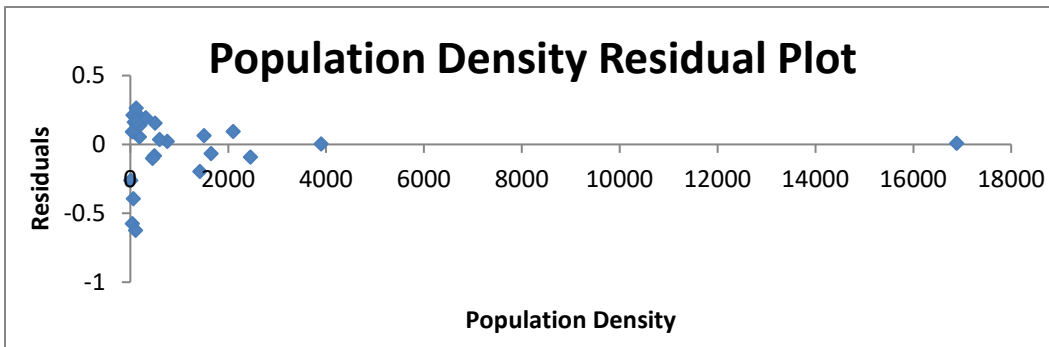 Population Density Residual Plot
0.5
0
-0.5
-1
0 2000 4000 6000 8000 10000 12000 14000 16000 18000
Residuals
Population Density